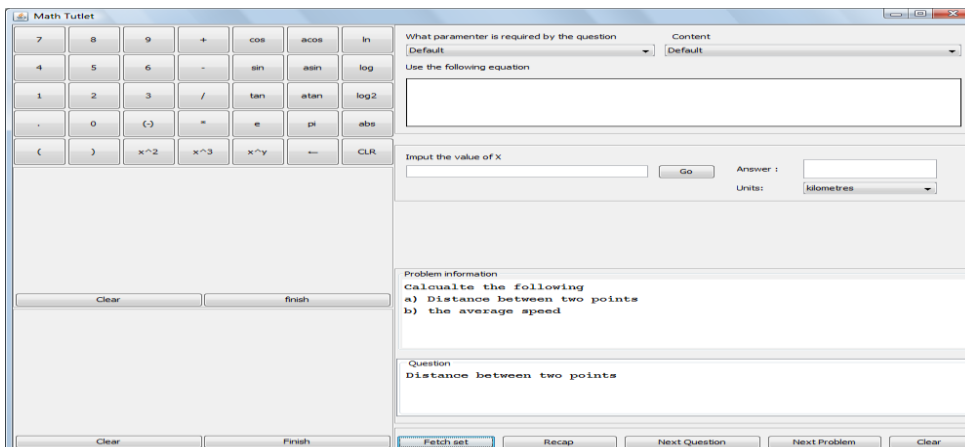 Math Tutlet
7 8 9 + cos acos ln
4 5 6 - sin asin log
1 2 3 / tan atan log2
. 0 (-) = e pi abs
( ) x^2 x^3 x^y ← CLR
Clear finish
Clear Finish
What paramenter is required by the question Content
Default Default
Use the following equation
Imput the value of X
Go Answer :
Units: kilometres
Problem information
Calcualte the following
a) Distance between two points
b) the average speed
Question
Distance between two points
Fetch set Recap Next Question Next Problem Clear